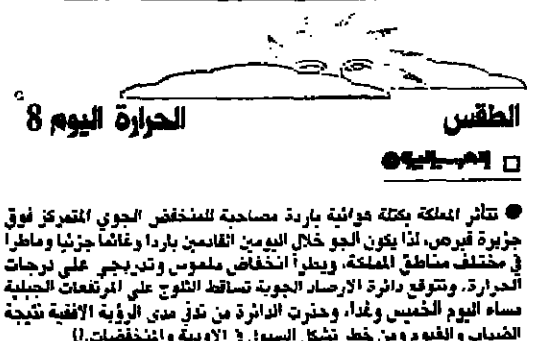 الطقس
الحرارة اليوم 8°
● تتأثر المملكة بكتلة هوائية باردة مصاحبة للمنخفض الجوي المتمركز فوق
جزيرة قبرص، لذا يكون الجو خلال اليومين القادمين باردا وغائما جزئيا وماطرا
في مختلف مناطق المملكة، ويطرأ انخفاض ملموس وتدريجي على درجات
الحرارة. وتتوقع دائرة الارصاد الجوية تساقط الثلوج على المرتفعات الجبلية
مساء اليوم الخميس وغدا، وحذرت الدائرة من تدني مدى الرؤية الافقية نتيجة
الضباب والغيوم ومن خطر تشكل السيول في الاودية والمنخفضات.